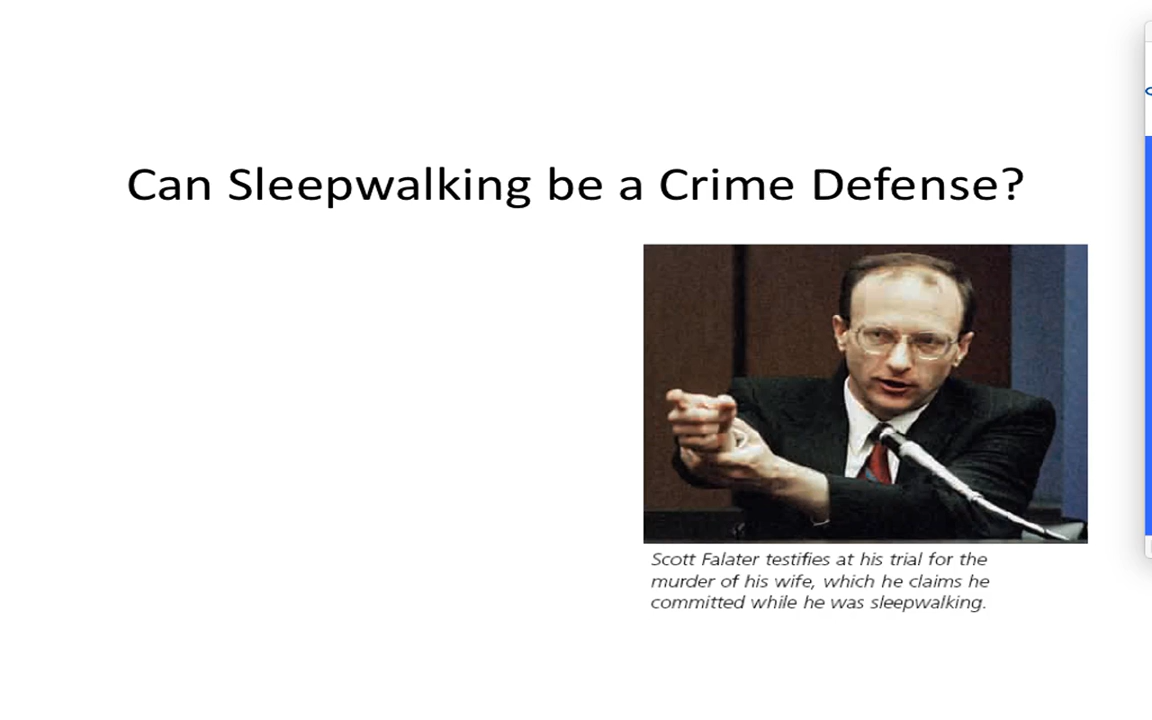 Can Sleepwalking be a Crime Defense?
Scott Falater testifies at his trial for the
murder of his wife, which he claims he
committed while he was sleepwalking.